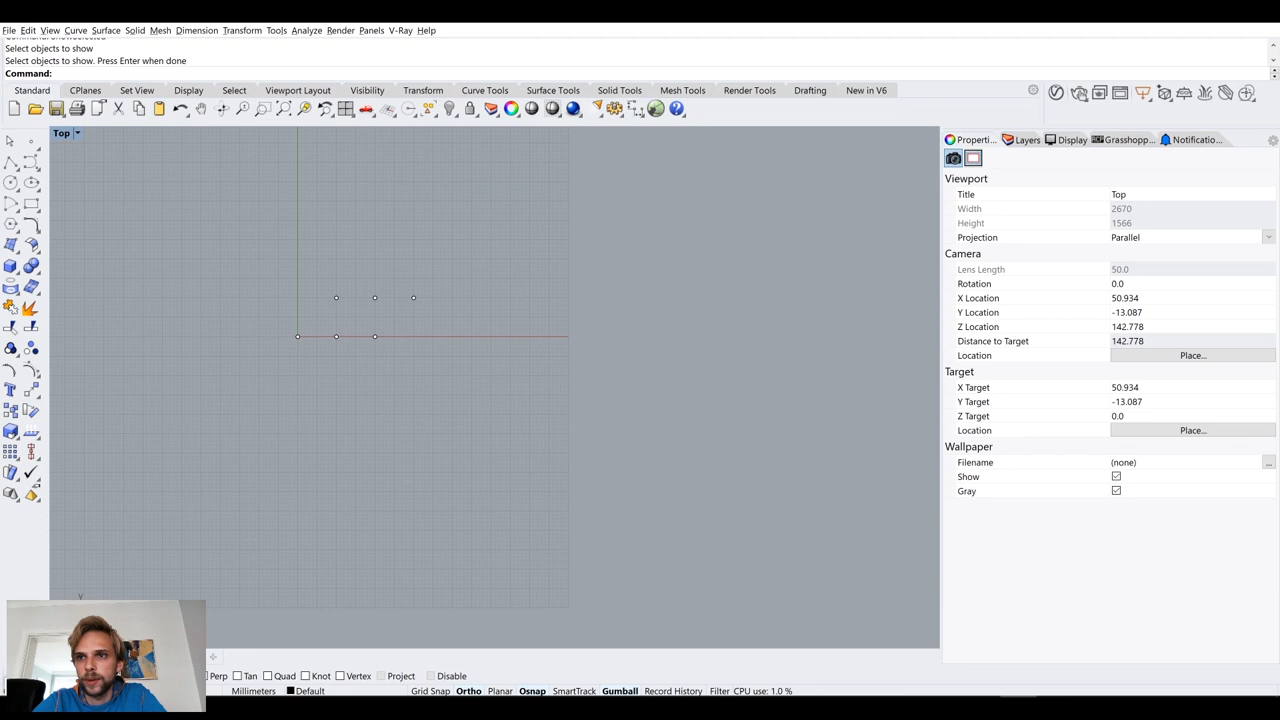 File Edit View Curve Surface Solid Mesh Dimension Transform Tools Analyze Render Panels V-Ray Help
Select objects to show
Select objects to show. Press Enter when done
Command:
Standard CPlanes Set View Display Select Viewport Layout Visibility Transform Curve Tools Surface Tools Solid Tools Mesh Tools Render Tools Drafting New in V6
Top
Properti... Layers Display Grasshopp... Notificatio...
Viewport
Title Top
Width 2670
Height 1566
Projection Parallel
Camera
Lens Length 50.0
Rotation 0.0
X Location 50.934
Y Location -13.087
Z Location 142.778
Distance to Target 142.778
Location Place...
Target
X Target 50.934
Y Target -13.087
Z Target 0.0
Location Place...
Wallpaper
Filename (none) ...
Show
Gray
y
Perp Tan Quad Knot Vertex Project Disable
Millimeters Default Grid Snap Ortho Planar Osnap SmartTrack Gumball Record History Filter CPU use: 1.0 %